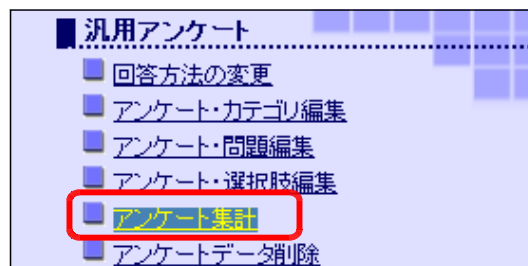 汎用アンケート
回答方法の変更
アンケート・カテゴリ編集
アンケート・問題編集
アンケート・選択肢編集
アンケート集計
アンケートデータ削除